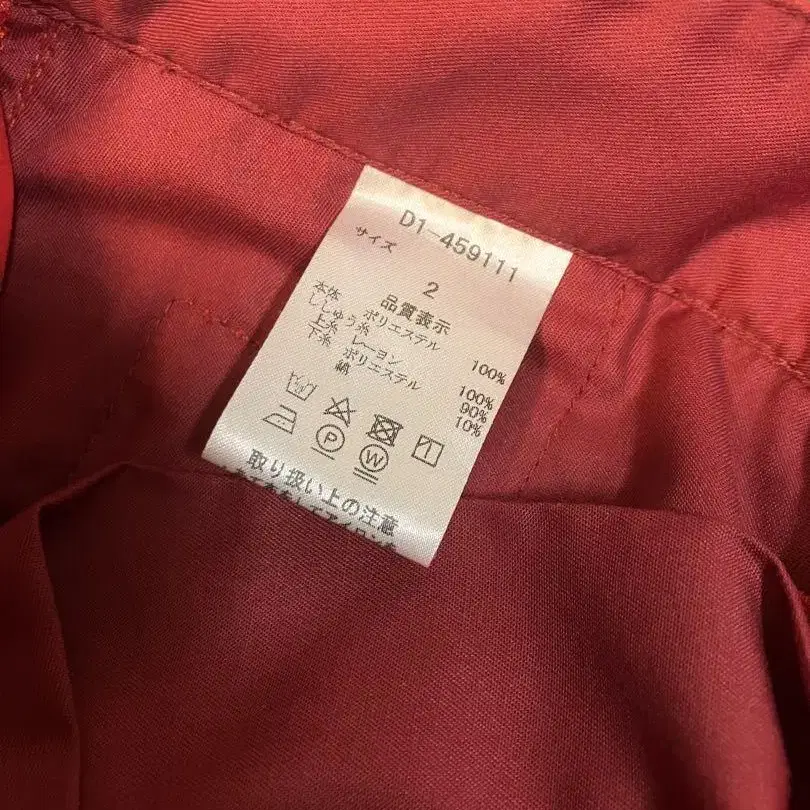 D1-459111
サイズ
2
品質表示
本体 ポリエステル 100%
ししゅう糸
上糸 レーヨン 100%
下糸 ポリエステル 90%
綿 10%
P W
取り扱い上の注意